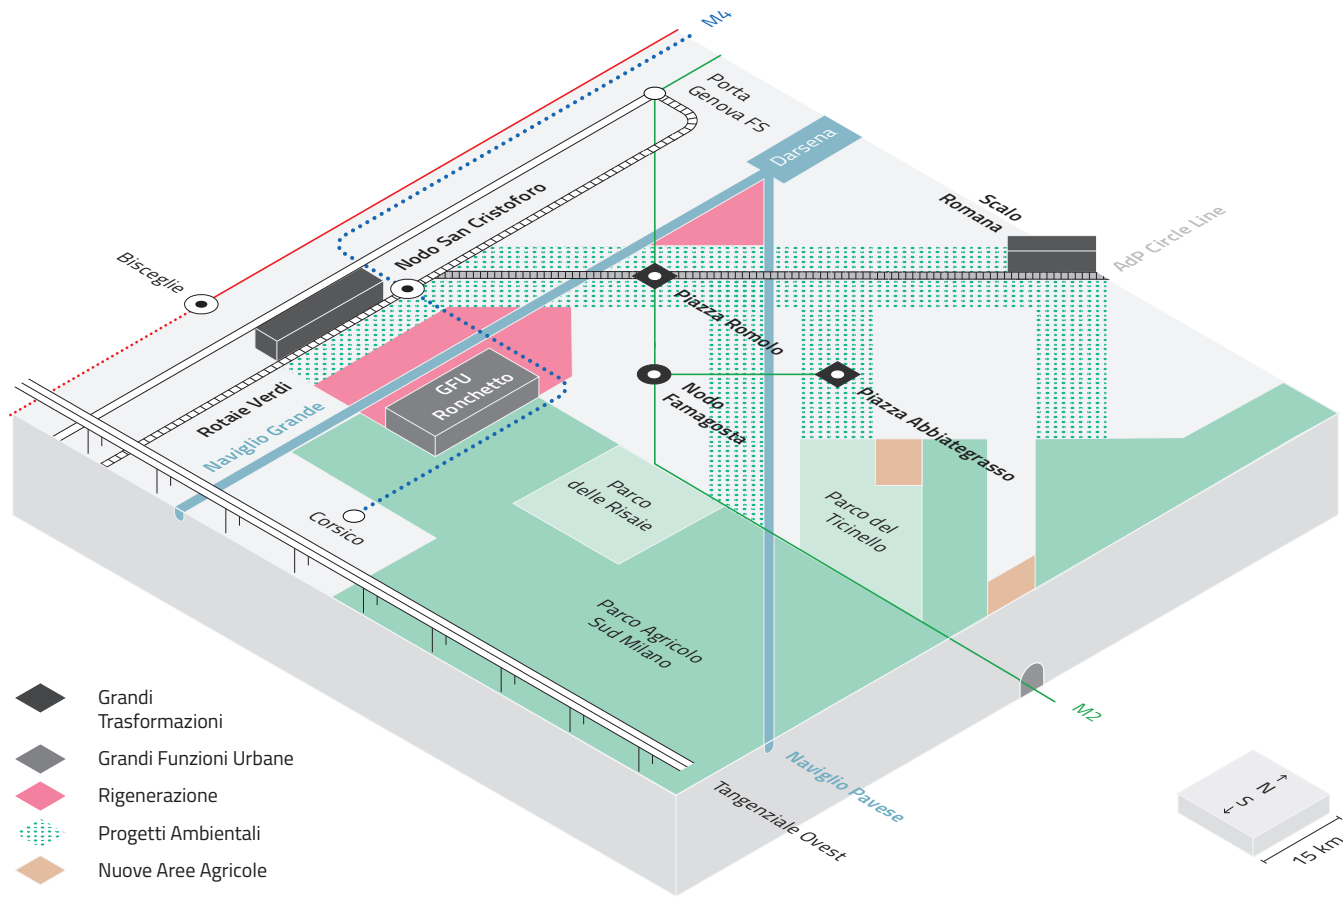 M4
Porta
Genova FS
Darsena
Scalo
Romana
AdP Circle Line
Nodo San Cristoforo
Bisceglie
Piazza Romolo
Rotaie Verdi
Naviglio Grande
GFU
Ronchetto
Nodo
Famagosta
Piazza Abbiategrasso
Corsico
Parco
delle Risaie
Parco del
Ticinello
Parco Agricolo
Sud Milano
M2
Naviglio Pavese
Tangenziale Ovest
Grandi
Trasformazioni
Grandi Funzioni Urbane
Rigenerazione
Progetti Ambientali
Nuove Aree Agricole
N
S
15 km